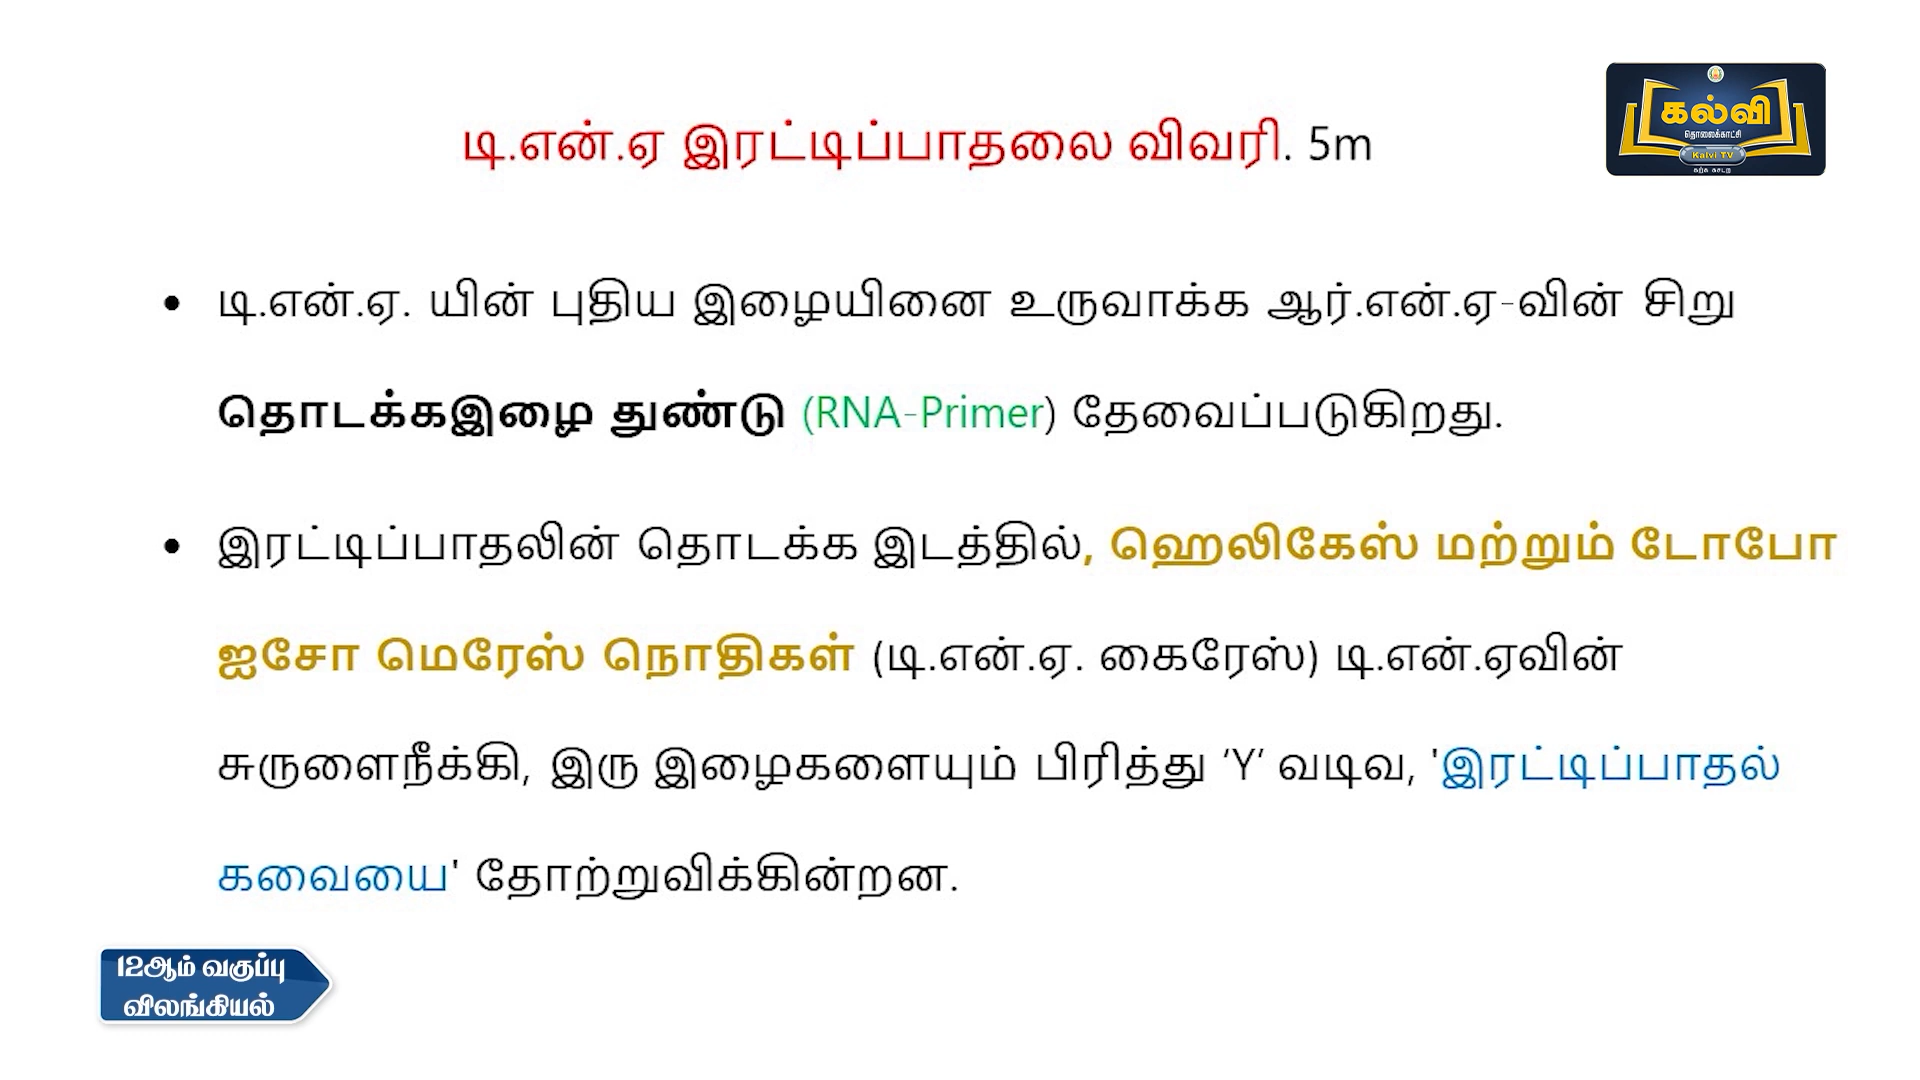 கல்வி
தொலைக்காட்சி
Kalvi TV
கற்க கசடற
டி.என்.ஏ இரட்டிப்பாதலை விவரி. 5m
• டி.என்.ஏ. யின் புதிய இழையினை உருவாக்க ஆர்.என்.ஏ-வின் சிறு
தொடக்கஇழை துண்டு (RNA-Primer) தேவைப்படுகிறது.
• இரட்டிப்பாதலின் தொடக்க இடத்தில், ஹெலிகேஸ் மற்றும் டோபோ
ஐசோ மெரேஸ் நொதிகள் (டி.என்.ஏ. கைரேஸ்) டி.என்.ஏவின்
சுருளைநீக்கி, இரு இழைகளையும் பிரித்து ‘Y’ வடிவ, 'இரட்டிப்பாதல்
கவையை' தோற்றுவிக்கின்றன.
12ஆம் வகுப்பு
விலங்கியல்